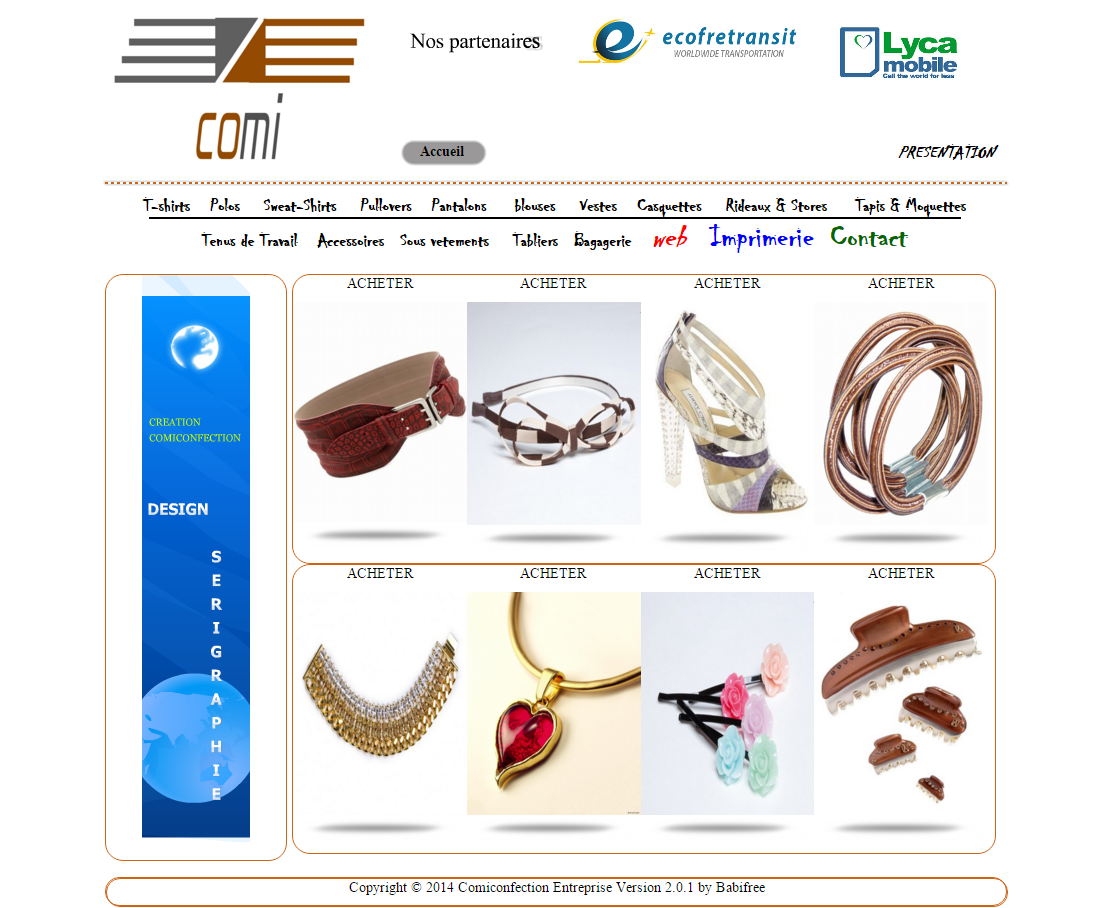 Nos partenaires
ecofretransit
WORLDWIDE TRANSPORTATION
Lyca
mobile
Call the world for less
comi
Accueil
PRESENTATION
T-shirts Polos Sweat-Shirts Pullovers Pantalons blouses Vestes Casquettes Rideaux & Stores Tapis & Moquettes
Tenus de Travail Accessoires Sous vetements Tabliers Bagagerie web Imprimerie Contact
CREATION
COMICONFECTION
DESIGN
SERIGRAPHIE
ACHETER ACHETER ACHETER ACHETER
ACHETER ACHETER ACHETER ACHETER
Copyright © 2014 Comiconfection Entreprise Version 2.0.1 by Babifree